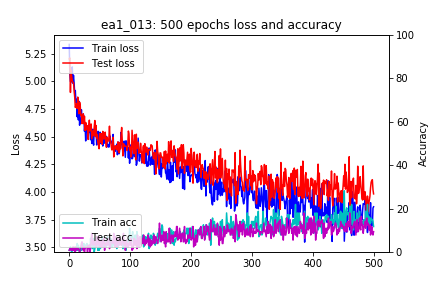 ea1_013: 500 epochs loss and accuracy
Train loss
Test loss
Train acc
Test acc
Loss
5.25
5.00
4.75
4.50
4.25
4.00
3.75
3.50
Accuracy
100
80
60
40
20
0
0 100 200 300 400 500